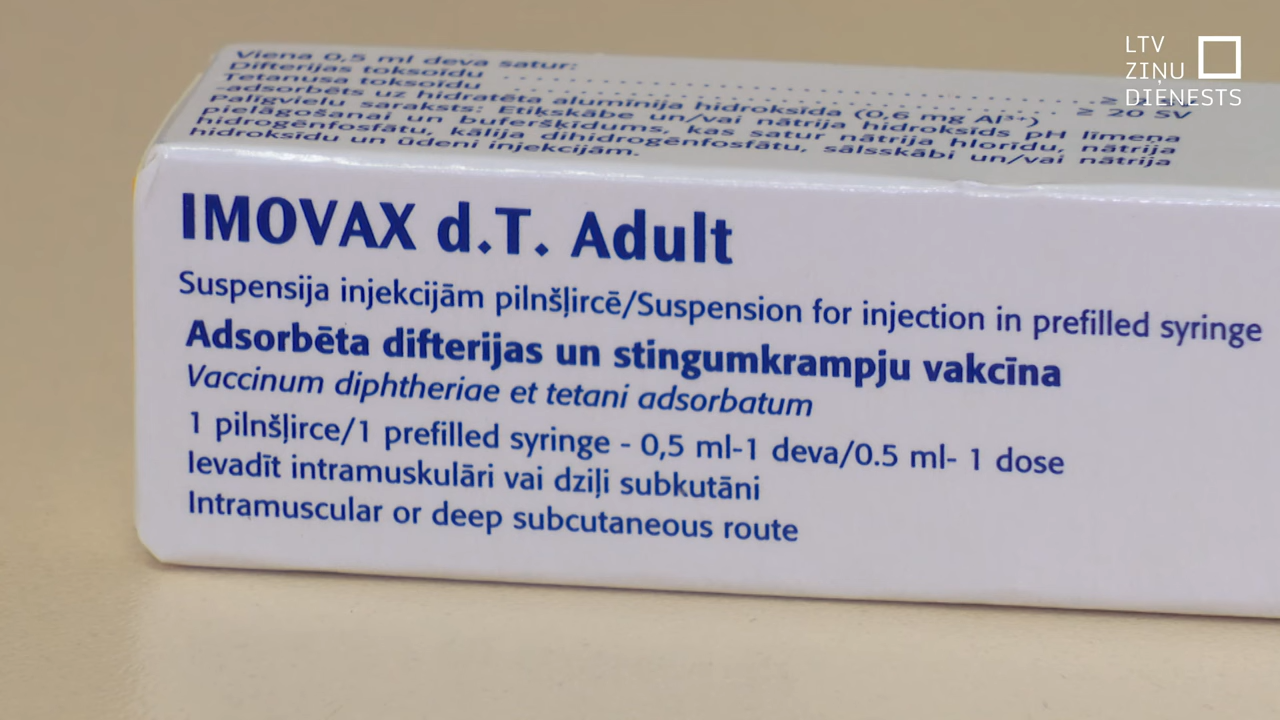 Viena 0,5 ml deva satur:
Difterijas toksoīdu
Tetanusa toksoīdu ≥ 20 SV
-adsorbēts uz hidratēta alumīnija hidroksīda (0,6 mg Al³⁺)
Palīgvielu saraksts: Etiķskābe un/vai nātrija hidroksīds pH līmeņa
pielāgošanai un buferšķīdums, kas satur nātrija hlorīdu, nātrija
hidrogēnfosfātu, kālija dihidrogēnfosfātu, sālsskābi un/vai nātrija
hidroksīdu un ūdeni injekcijām.
IMOVAX d.T. Adult
Suspensija injekcijām pilnšļircē/Suspension for injection in prefilled syringe
Adsorbēta difterijas un stingumkrampju vakcīna
Vaccinum diphtheriae et tetani adsorbatum
1 pilnšļirce/1 prefilled syringe - 0,5 ml-1 deva/0.5 ml- 1 dose
Ievadīt intramuskulāri vai dziļi subkutāni
Intramuscular or deep subcutaneous route
LTV
ZIŅU
DIENESTS